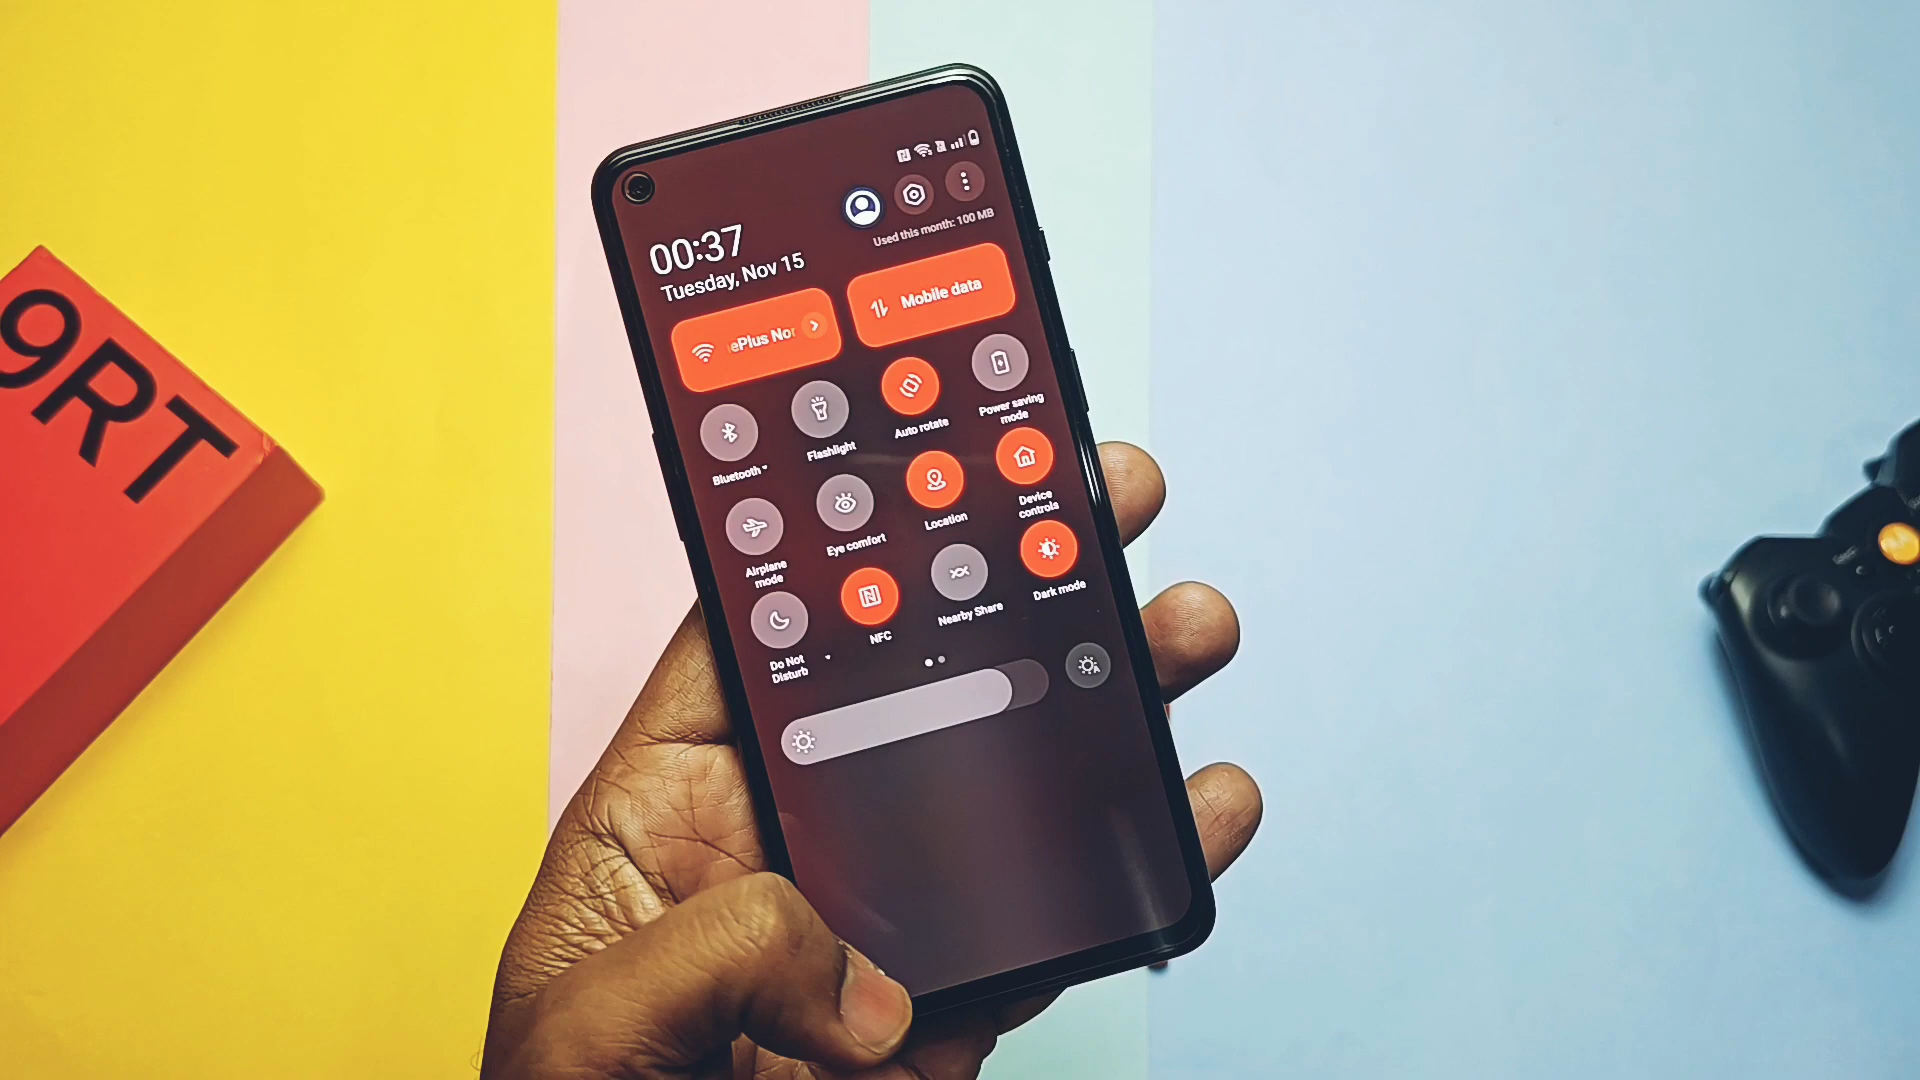 9RT
00:37
Tuesday, Nov 15
Used this month: 100 MB
ePlus Nor
Mobile data
Bluetooth
Flashlight
Auto rotate
Power saving
mode
Airplane
mode
Eye comfort
Location
Device
controls
Do Not
Disturb
NFC
Nearby Share
Dark mode